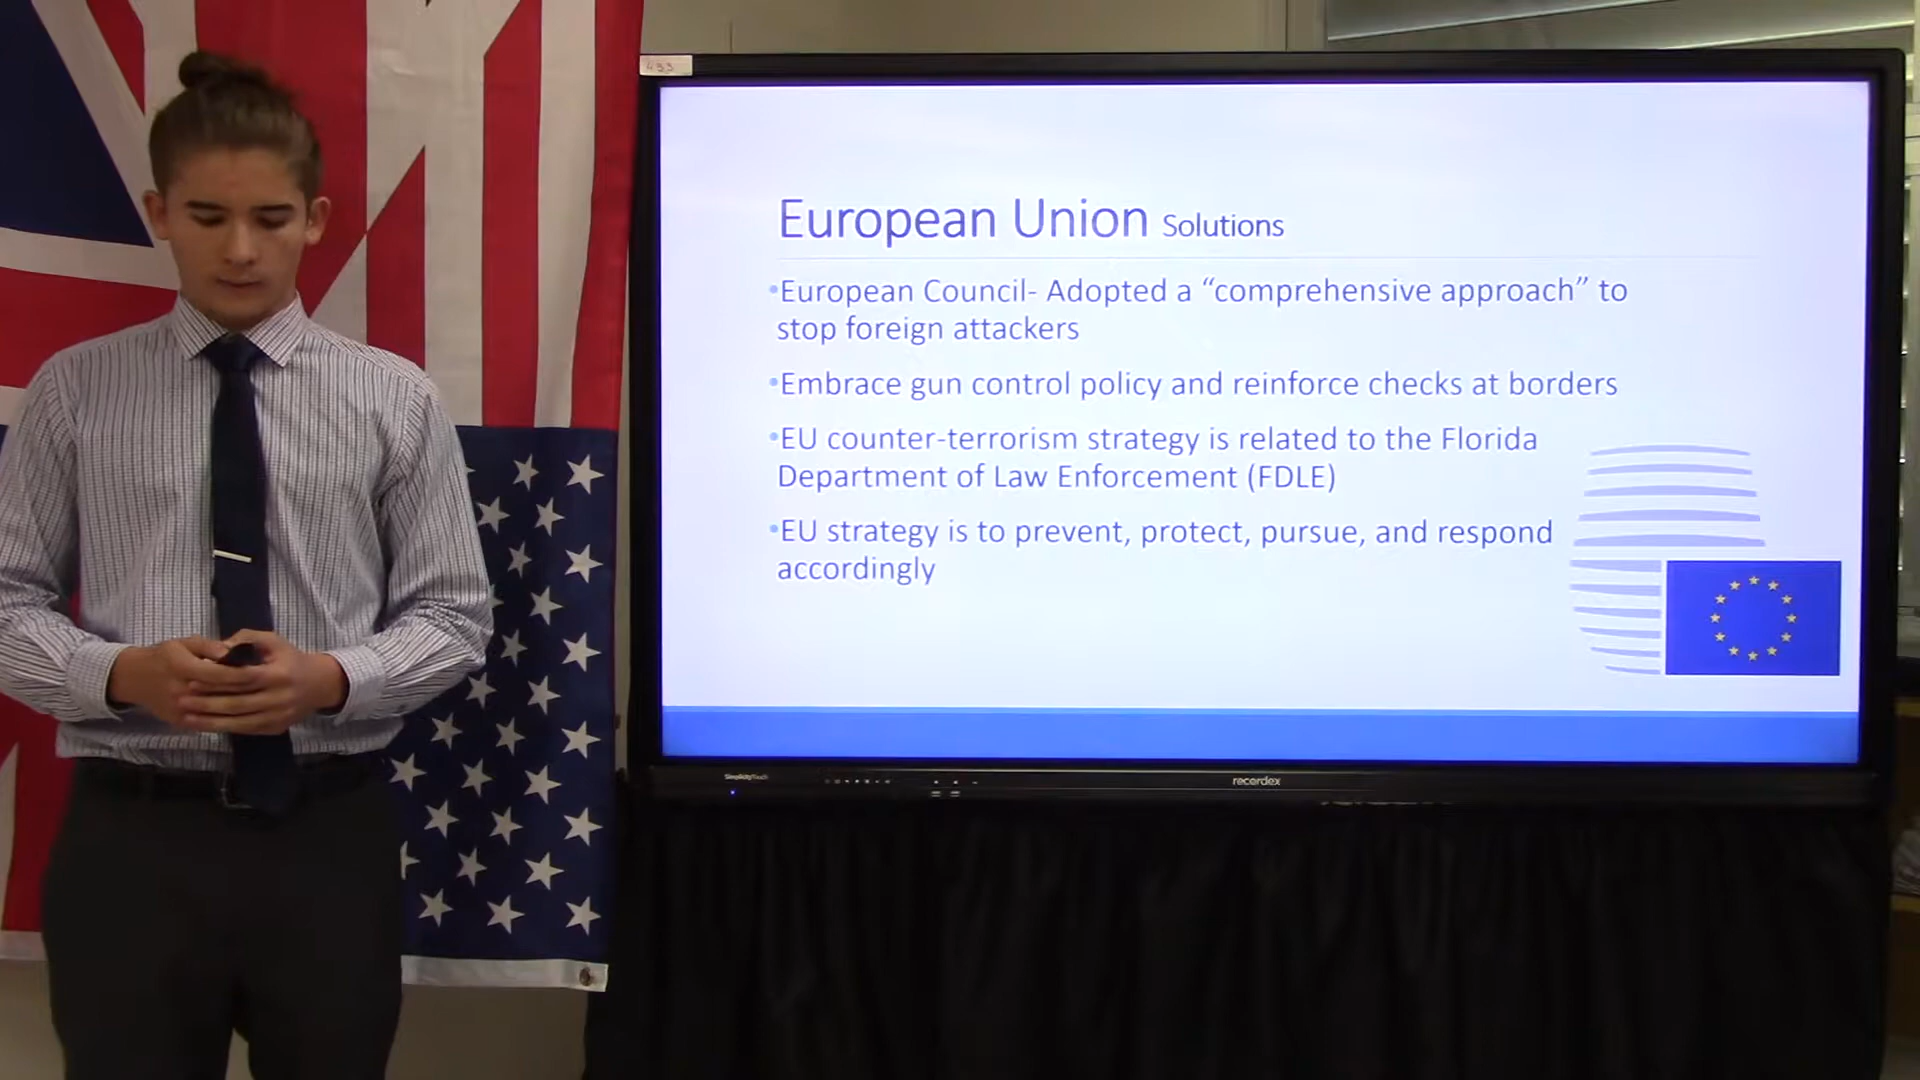 433
European Union Solutions
•European Council- Adopted a “comprehensive approach” to
stop foreign attackers
•Embrace gun control policy and reinforce checks at borders
•EU counter-terrorism strategy is related to the Florida
Department of Law Enforcement (FDLE)
•EU strategy is to prevent, protect, pursue, and respond
accordingly
SimplicityTouch
recordex